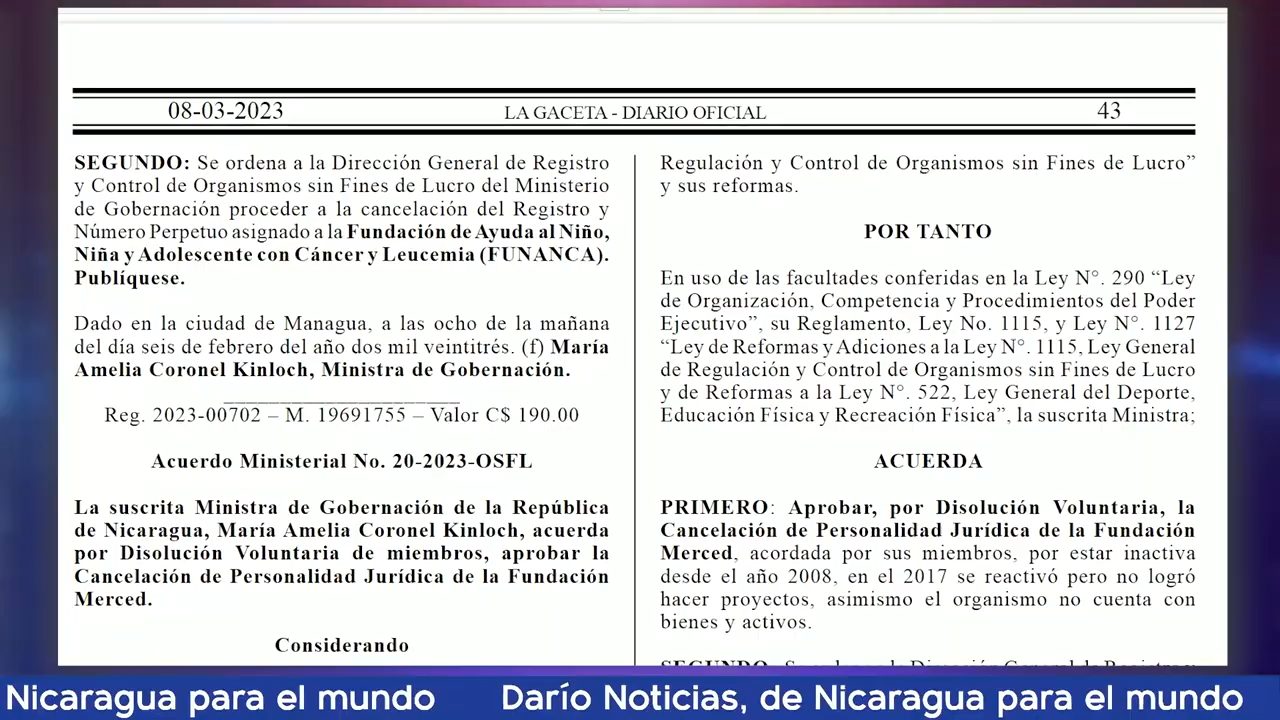 08-03-2023 LA GACETA - DIARIO OFICIAL 43
SEGUNDO: Se ordena a la Dirección General de Registro
y Control de Organismos sin Fines de Lucro del Ministerio
de Gobernación proceder a la cancelación del Registro y
Número Perpetuo asignado a la Fundación de Ayuda al Niño,
Niña y Adolescente con Cáncer y Leucemia (FUNANCA).
Publíquese.
Dado en la ciudad de Managua, a las ocho de la mañana
del día seis de febrero del año dos mil veintitrés. (f) María
Amelia Coronel Kinloch, Ministra de Gobernación.
Reg. 2023-00702 – M. 19691755 – Valor C$ 190.00
Acuerdo Ministerial No. 20-2023-OSFL
La suscrita Ministra de Gobernación de la República
de Nicaragua, María Amelia Coronel Kinloch, acuerda
por Disolución Voluntaria de miembros, aprobar la
Cancelación de Personalidad Jurídica de la Fundación
Merced.
Considerando
Regulación y Control de Organismos sin Fines de Lucro”
y sus reformas.
POR TANTO
En uso de las facultades conferidas en la Ley N°. 290 “Ley
de Organización, Competencia y Procedimientos del Poder
Ejecutivo”, su Reglamento, Ley No. 1115, y Ley N°. 1127
“Ley de Reformas y Adiciones a la Ley N°. 1115, Ley General
de Regulación y Control de Organismos sin Fines de Lucro
y de Reformas a la Ley N°. 522, Ley General del Deporte,
Educación Física y Recreación Física”, la suscrita Ministra;
ACUERDA
PRIMERO: Aprobar, por Disolución Voluntaria, la
Cancelación de Personalidad Jurídica de la Fundación
Merced, acordada por sus miembros, por estar inactiva
desde el año 2008, en el 2017 se reactivó pero no logró
hacer proyectos, asimismo el organismo no cuenta con
bienes y activos.
Nicaragua para el mundo Darío Noticias, de Nicaragua para el mundo